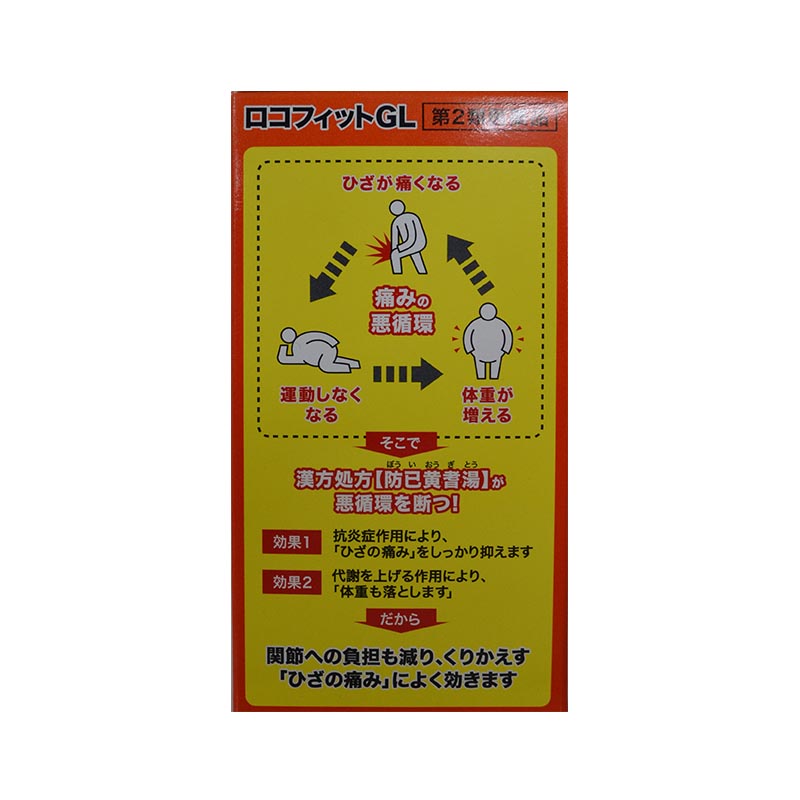 ロコフィットGL
第2類医薬品
ひざが痛くなる
痛みの
悪循環
運動しなく
なる
体重が
増える
そこで
ぼう い おう ぎ とう
漢方処方【防已黄耆湯】が
悪循環を断つ!
効果1
抗炎症作用により、
「ひざの痛み」をしっかり抑えます
効果2
代謝を上げる作用により、
「体重も落とします」
だから
関節への負担も減り、くりかえす
「ひざの痛み」によく効きます